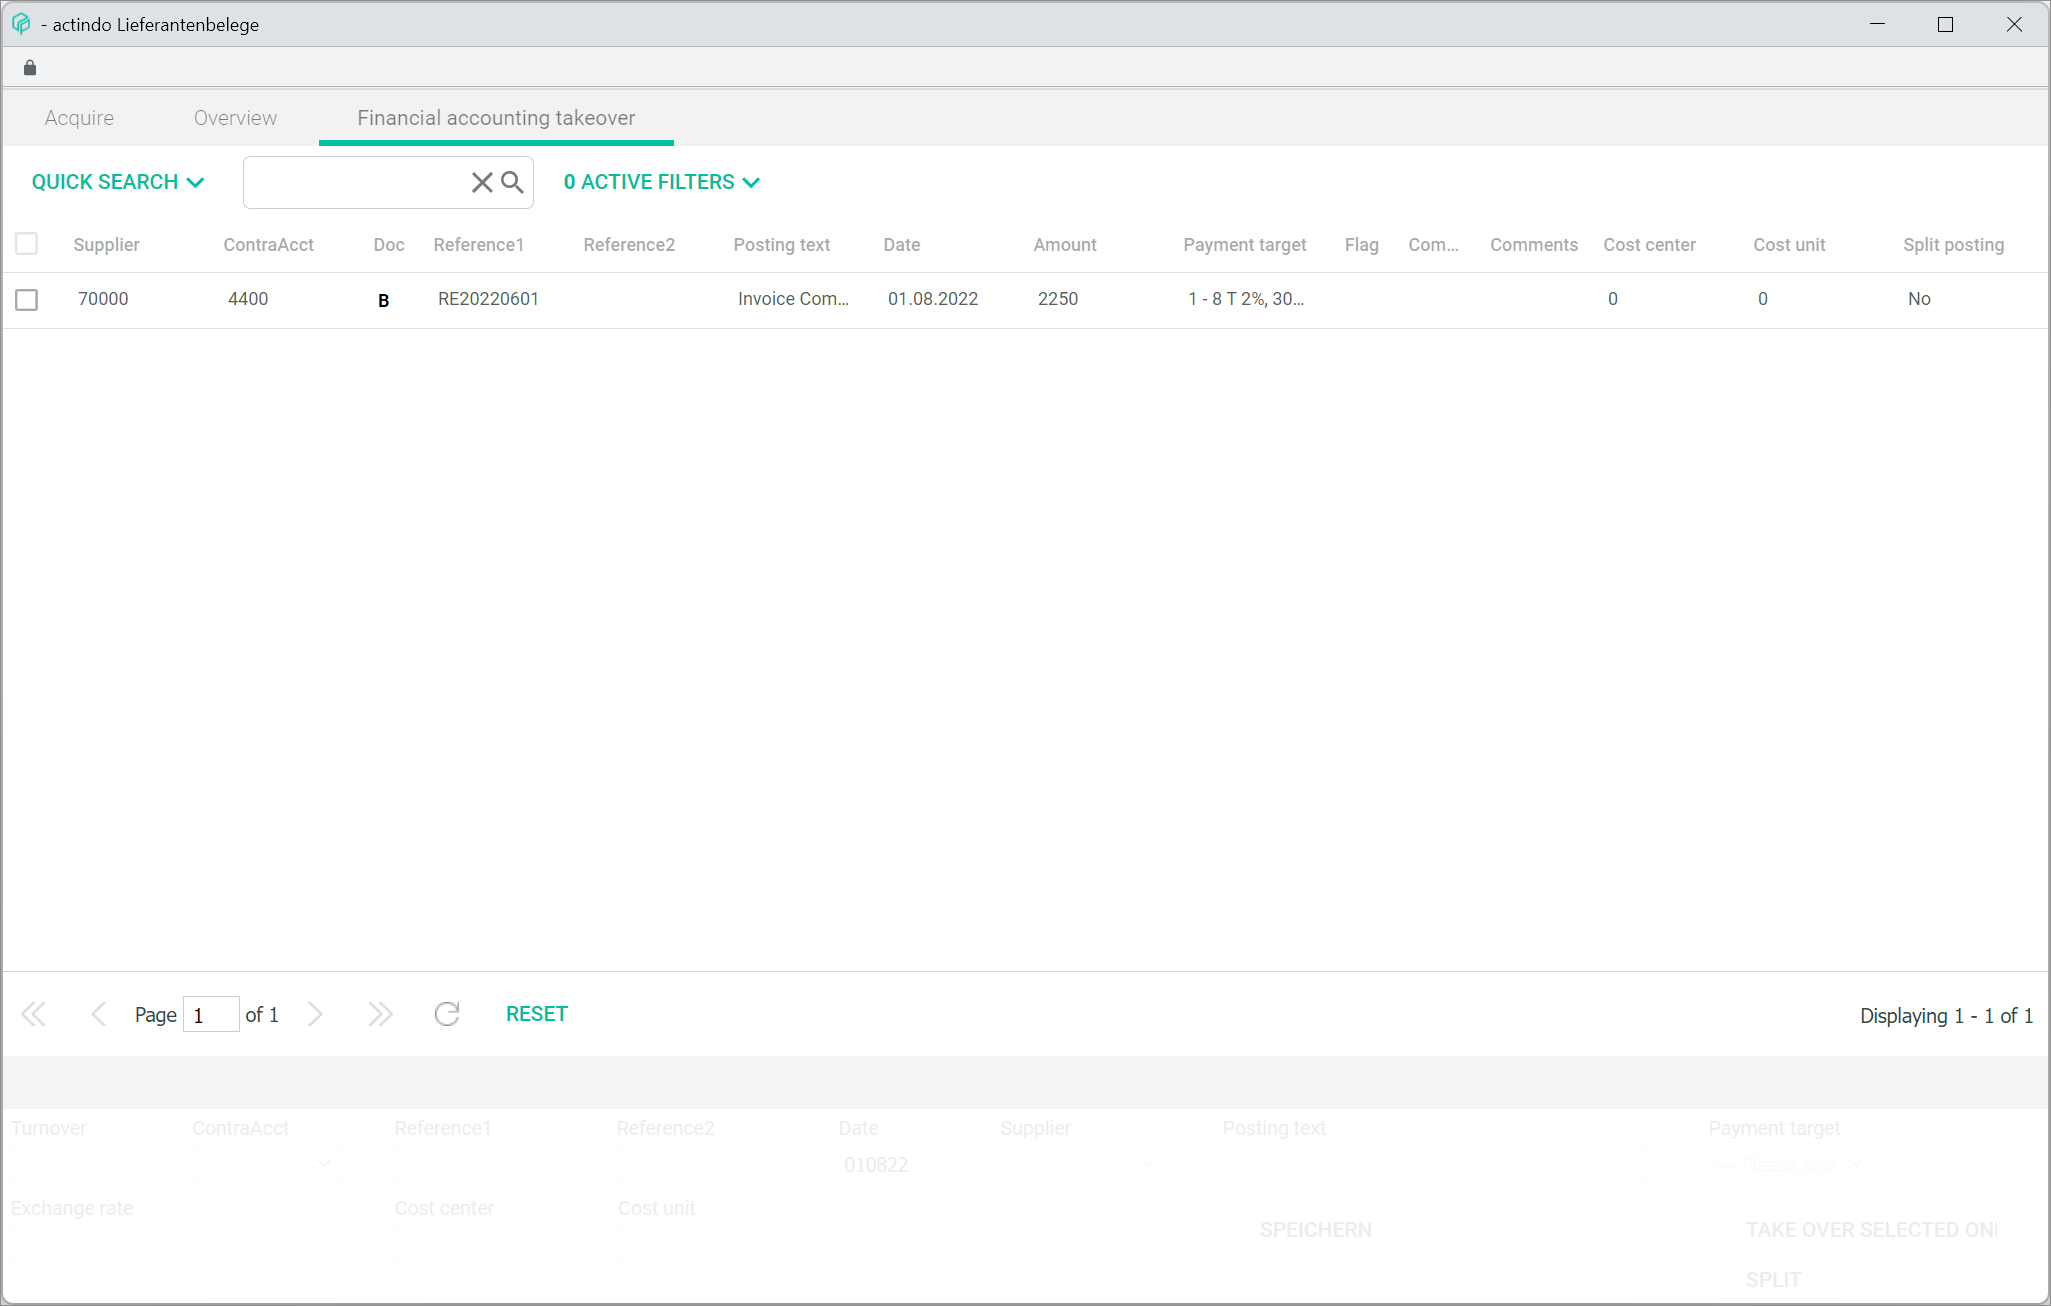 - actindo Lieferantenbelege
Acquire Overview Financial accounting takeover
QUICK SEARCH 0 ACTIVE FILTERS
Supplier ContraAcct Doc Reference1 Reference2 Posting text Date Amount Payment target Flag Com... Comments Cost center Cost unit Split posting
70000 4400 B RE20220601 Invoice Com... 01.08.2022 2250 1 - 8 T 2%, 30... 0 0 No
Page 1 of 1 RESET Displaying 1 - 1 of 1
Turnover ContraAcct Reference1 Reference2 Date Supplier Posting text Payment target
010822 --- Please sele
Exchange rate Cost center Cost unit
SPEICHERN TAKE OVER SELECTED ON
SPLIT